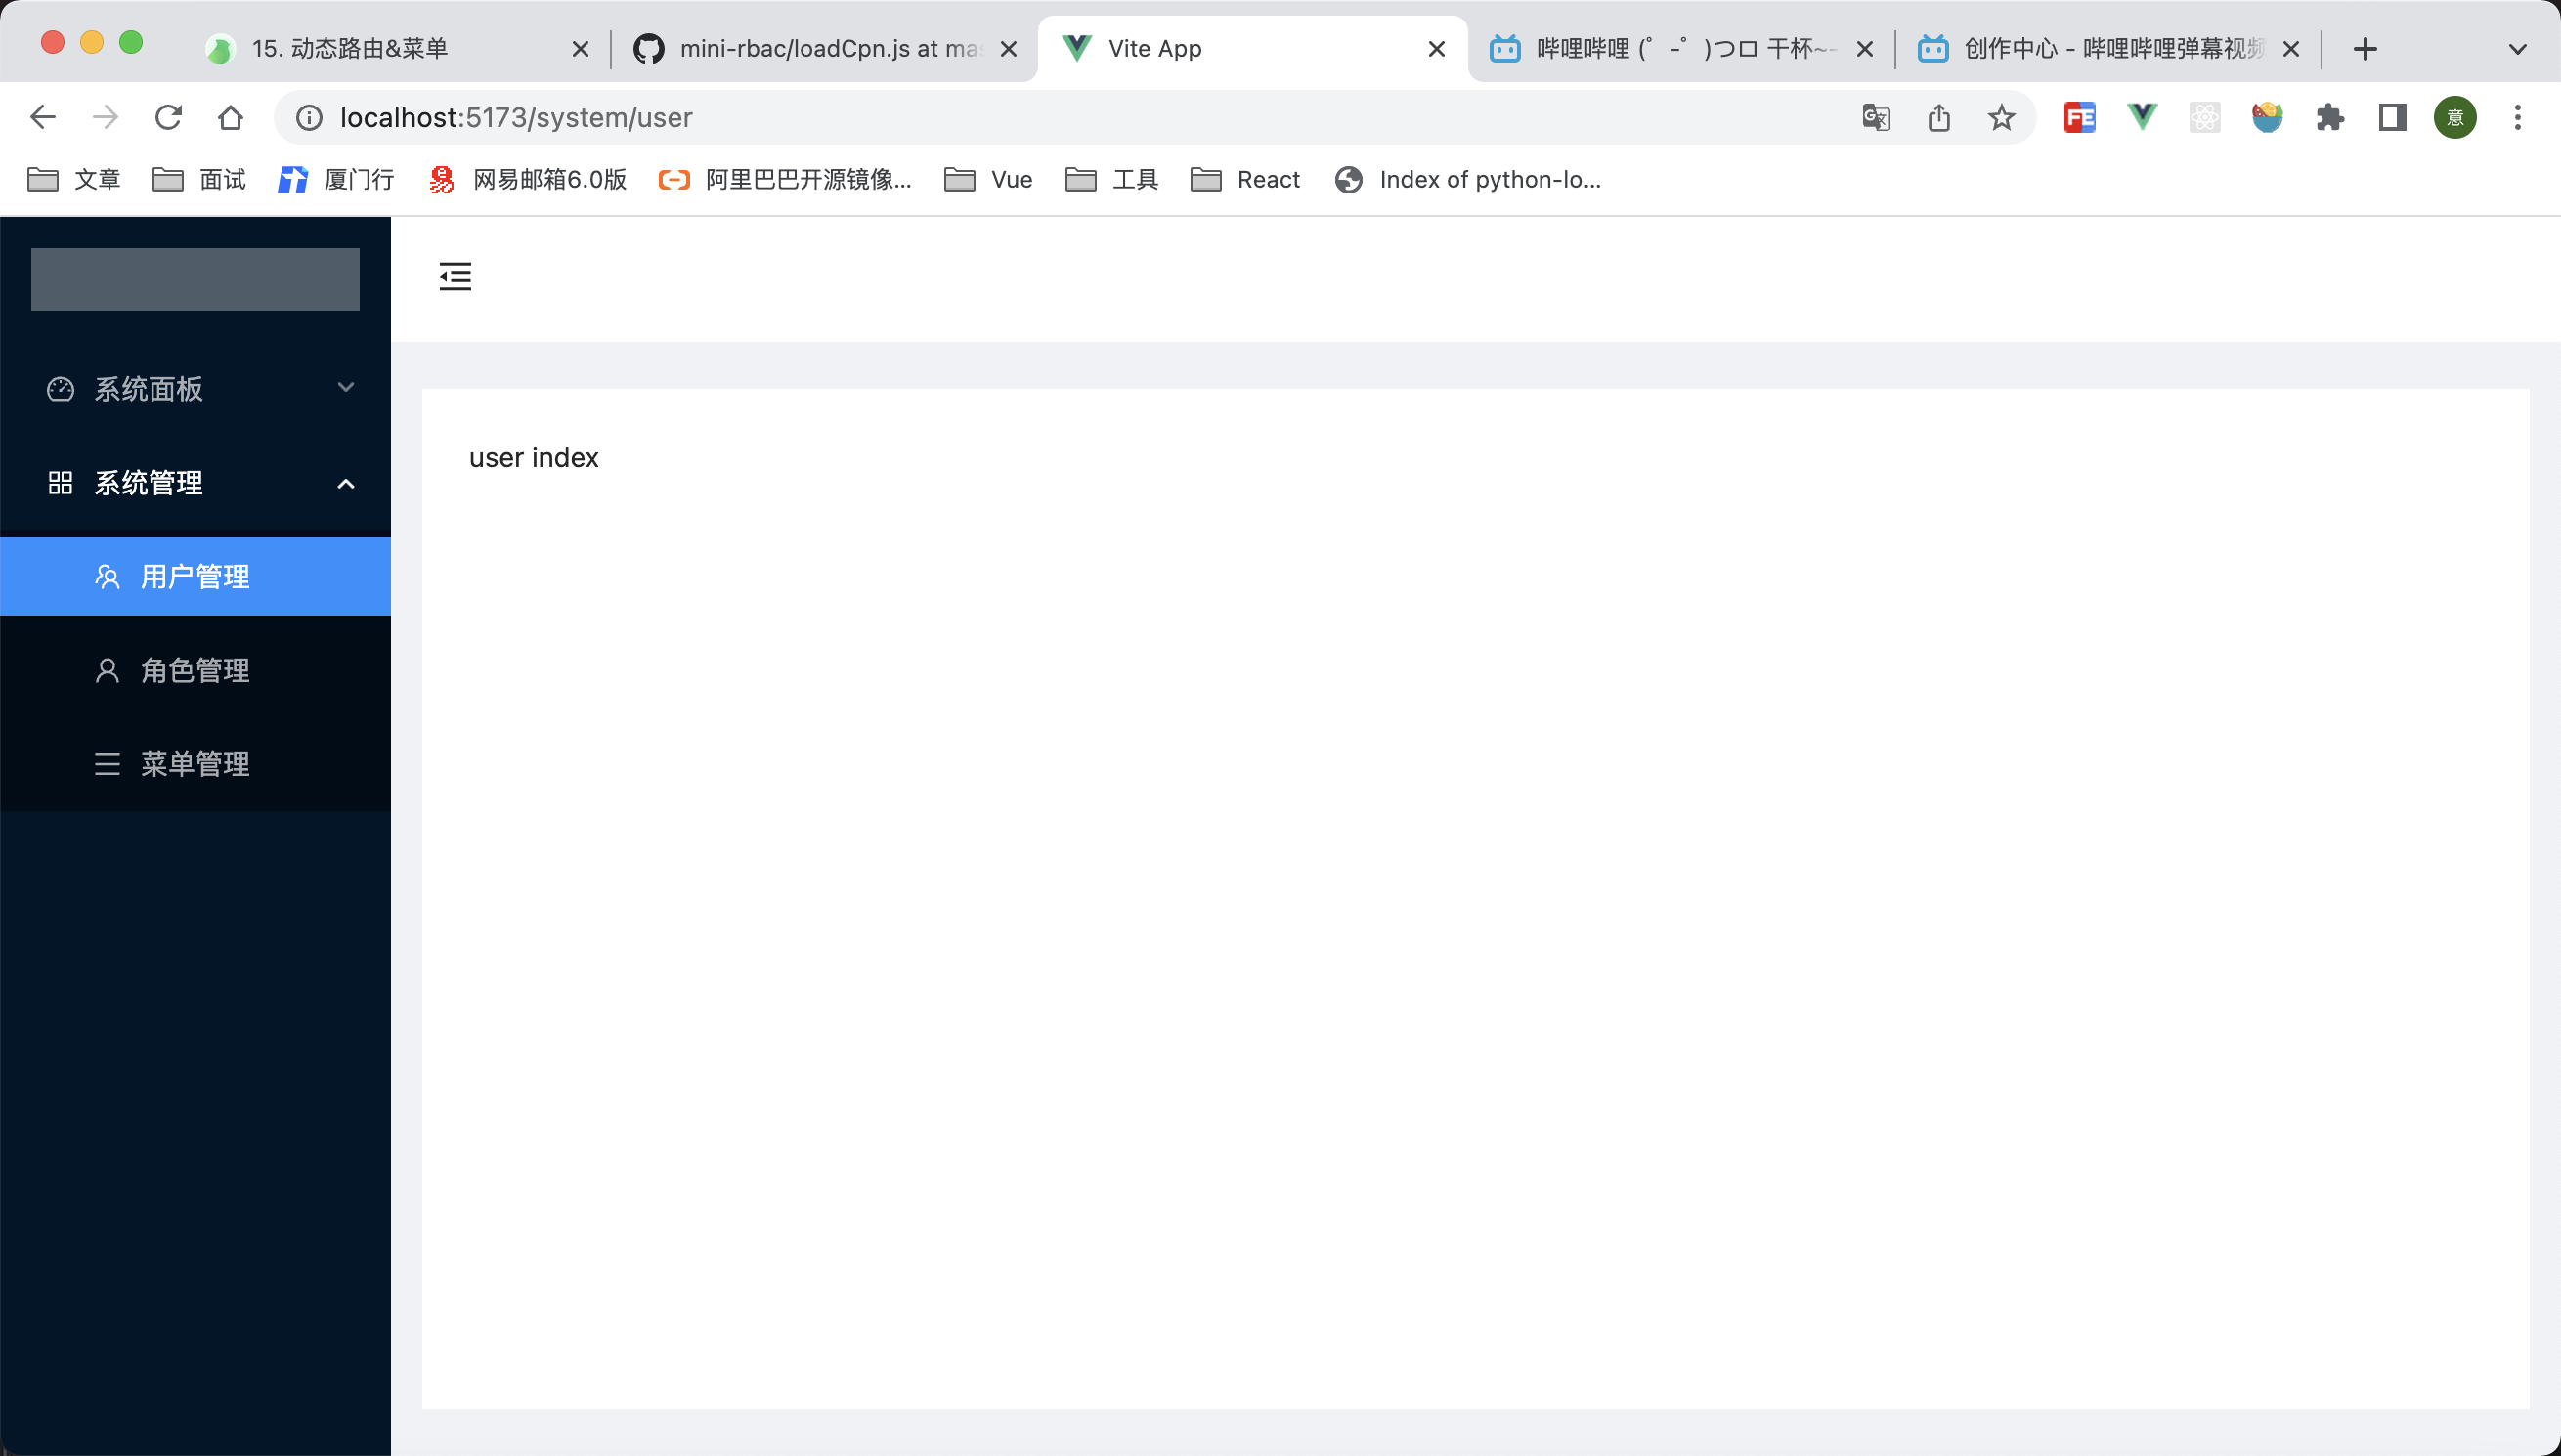 15. 动态路由&菜单
mini-rbac/loadCpn.js at mas
Vite App
哔哩哔哩 (゜-゜)つロ 干杯~-
创作中心 - 哔哩哔哩弹幕视频
localhost:5173/system/user
意
文章
面试
厦门行
网易邮箱6.0版
阿里巴巴开源镜像...
Vue
工具
React
Index of python-lo...
系统面板
系统管理
用户管理
角色管理
菜单管理
user index